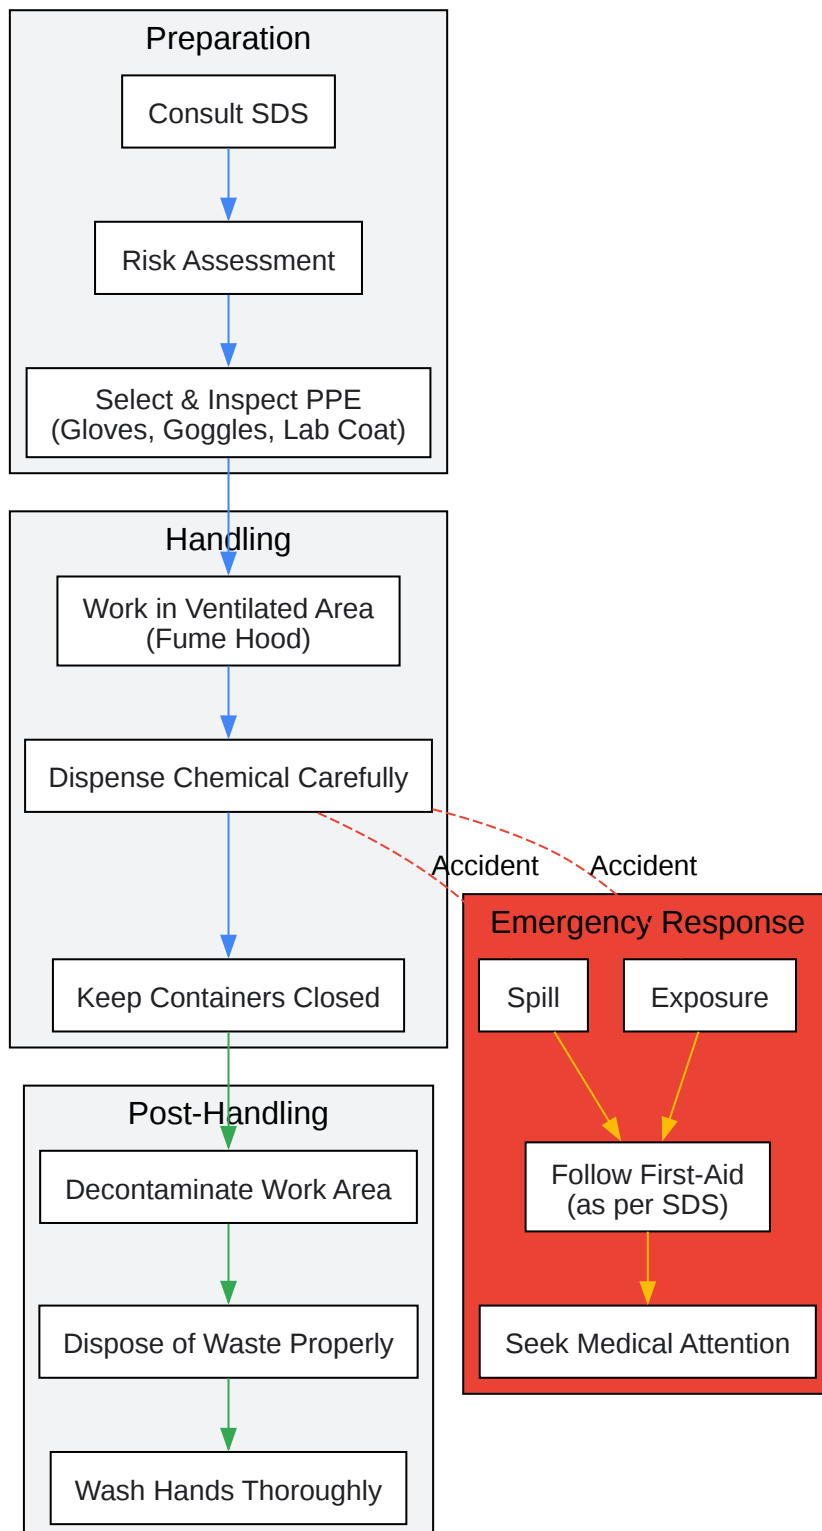 Preparation
Consult SDS
Risk Assessment
Select & Inspect PPE
(Gloves, Goggles, Lab Coat)
Handling
Work in Ventilated Area
(Fume Hood)
Dispense Chemical Carefully
Accident
Accident
Keep Containers Closed
Emergency Response
Spill
Exposure
Follow First-Aid
(as per SDS)
Seek Medical Attention
Post-Handling
Decontaminate Work Area
Dispose of Waste Properly
Wash Hands Thoroughly